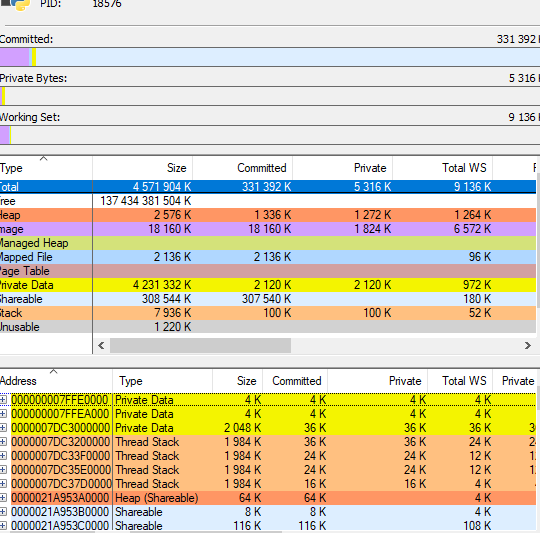 PID: 18576
Committed: 331 392 K
Private Bytes: 5 316 K
Working Set: 9 136 K
Type Size Committed Private Total WS
Total 4 571 904 K 331 392 K 5 316 K 9 136 K
Free 137 434 381 504 K
Heap 2 576 K 1 336 K 1 272 K 1 264 K
Image 18 160 K 18 160 K 1 824 K 6 572 K
Managed Heap
Mapped File 2 136 K 2 136 K 96 K
Page Table
Private Data 4 231 332 K 2 120 K 2 120 K 972 K
Shareable 308 544 K 307 540 K 180 K
Stack 7 936 K 100 K 100 K 52 K
Unusable 1 220 K
Address Type Size Committed Private Total WS Private
000000007FFE0000 Private Data 4 K 4 K 4 K 4 K
000000007FFEA000 Private Data 4 K 4 K 4 K 4 K
0000007DC3000000 Private Data 2 048 K 36 K 36 K 36 K
0000007DC3200000 Thread Stack 1 984 K 36 K 36 K 24 K
0000007DC33F0000 Thread Stack 1 984 K 24 K 24 K 12 K
0000007DC35E0000 Thread Stack 1 984 K 24 K 24 K 12 K
0000007DC37D0000 Thread Stack 1 984 K 16 K 16 K 4 K
0000021A953A0000 Heap (Shareable) 64 K 64 K 4 K
0000021A953B0000 Shareable 8 K 8 K 4 K
0000021A953C0000 Shareable 116 K 116 K 108 K